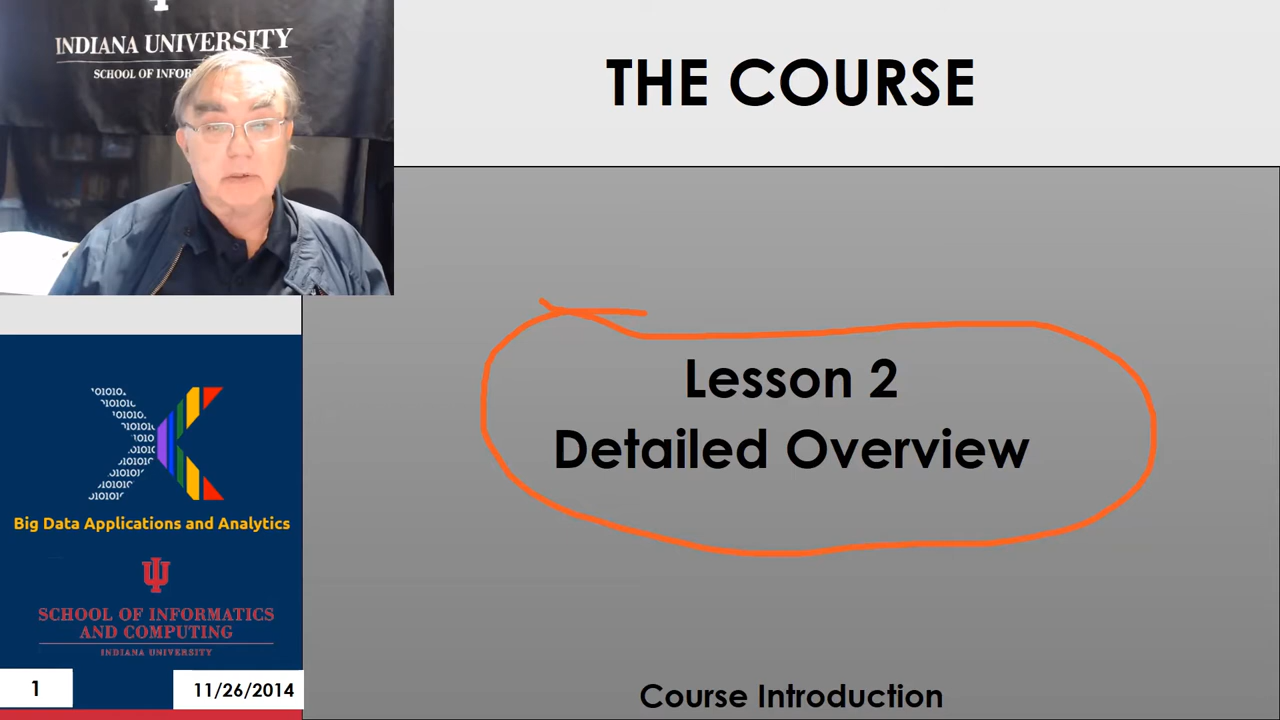 INDIANA UNIVERSITY
SCHOOL OF INFOR
THE COURSE
Lesson 2
Detailed Overview
Big Data Applications and Analytics
SCHOOL OF INFORMATICS
AND COMPUTING
INDIANA UNIVERSITY
1
11/26/2014
Course Introduction